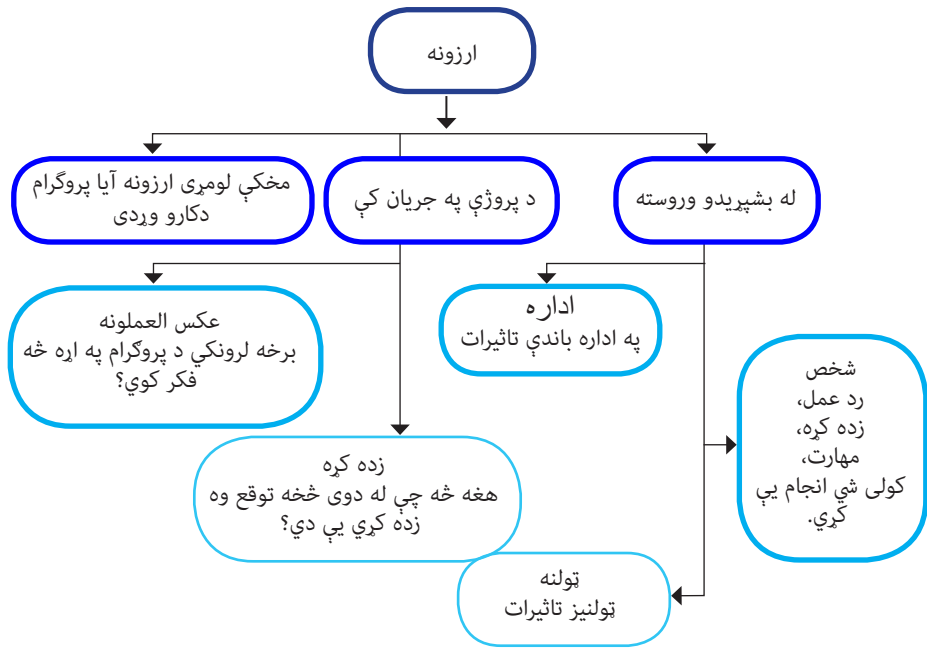 ارزونه
مخکې لومړی ارزونه آیا پروگرام
دکارو وړدی
د پروژې په جریان کې
له بشپړیدو وروسته
عکس العملونه
برخه لرونکي د پروګرام په اړه څه
فکر کوي؟
اداره
په اداره باندې تاثیرات
شخص
رد عمل،
زده کړه،
مهارت،
کولی شي انجام یې
کړي.
زده کړه
هغه څه چې له دوی څخه توقع وه
زده کړي یې دي؟
ټولنه
ټولنیز تاثیرات